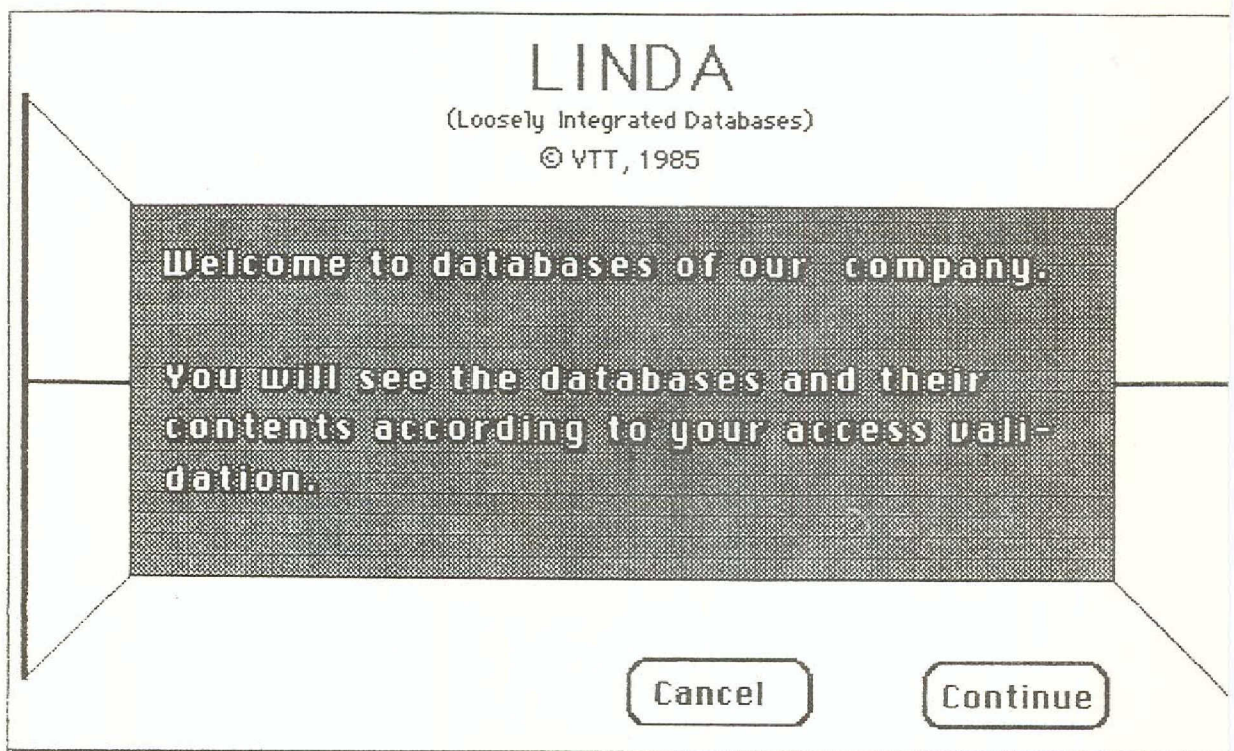 LINDA
(Loosely Integrated Databases)
© VTT, 1985
Welcome to databases of our company.
You will see the databases and their
contents according to your access vali-
dation.
Cancel
Continue